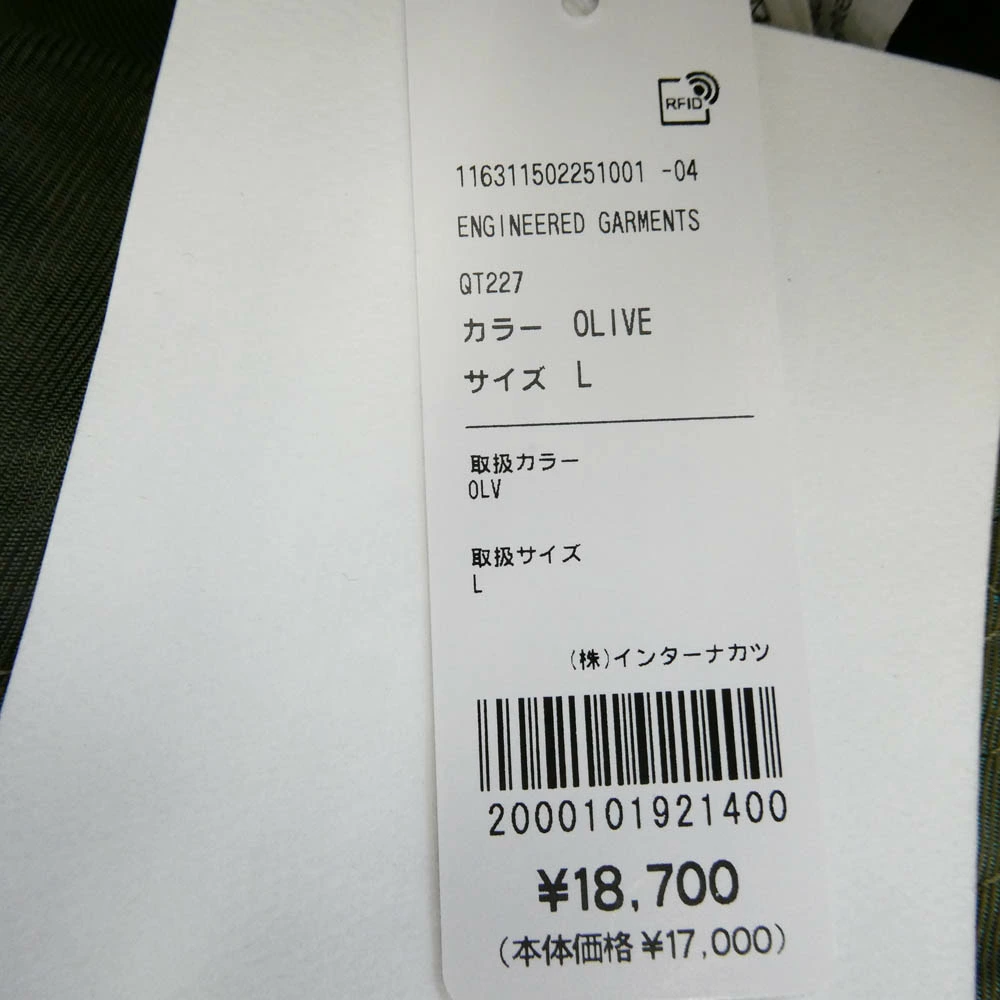 RFID
116311502251001 -04
ENGINEERED GARMENTS
QT227
カラー OLIVE
サイズ L
取扱カラー
OLV
取扱サイズ
L
(株)インターナカツ
2000101921400
¥18,700
(本体価格¥17,000)